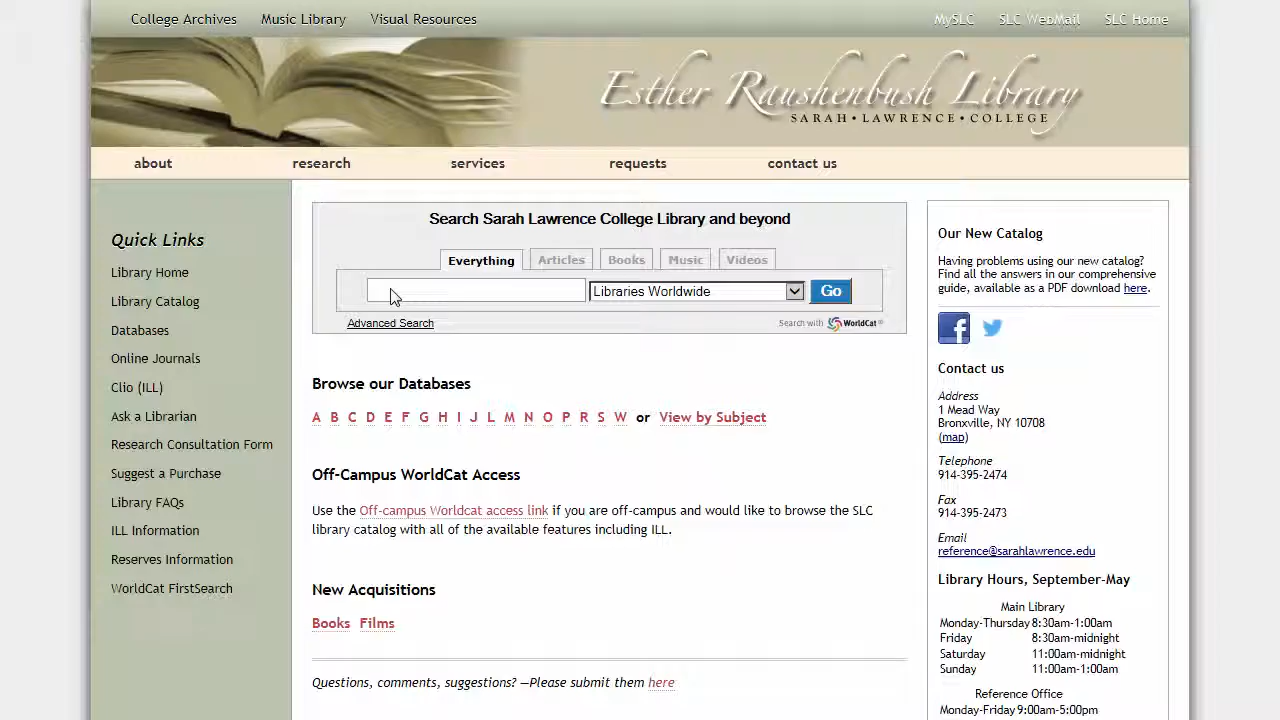 College Archives Music Library Visual Resources MySLC SLC WebMail SLC Home
Esther Raushenbush Library
SARAH • LAWRENCE • COLLEGE
about research services requests contact us
Quick Links
Library Home
Library Catalog
Databases
Online Journals
Clio (ILL)
Ask a Librarian
Research Consultation Form
Suggest a Purchase
Library FAQs
ILL Information
Reserves Information
WorldCat FirstSearch
Search Sarah Lawrence College Library and beyond
Everything Articles Books Music Videos
Libraries Worldwide Go
Advanced Search Search with WorldCat®
Browse our Databases
A B C D E F G H I J L M N O P R S W or View by Subject
Off-Campus WorldCat Access
Use the Off-campus Worldcat access link if you are off-campus and would like to browse the SLC
library catalog with all of the available features including ILL.
New Acquisitions
Books Films
Questions, comments, suggestions? —Please submit them here
Our New Catalog
Having problems using our new catalog?
Find all the answers in our comprehensive
guide, available as a PDF download here.
f
Contact us
Address
1 Mead Way
Bronxville, NY 10708
(map)
Telephone
914-395-2474
Fax
914-395-2473
Email
reference@sarahlawrence.edu
Library Hours, September-May
Main Library
Monday-Thursday 8:30am-1:00am
Friday 8:30am-midnight
Saturday 11:00am-midnight
Sunday 11:00am-1:00am
Reference Office
Monday-Friday 9:00am-5:00pm